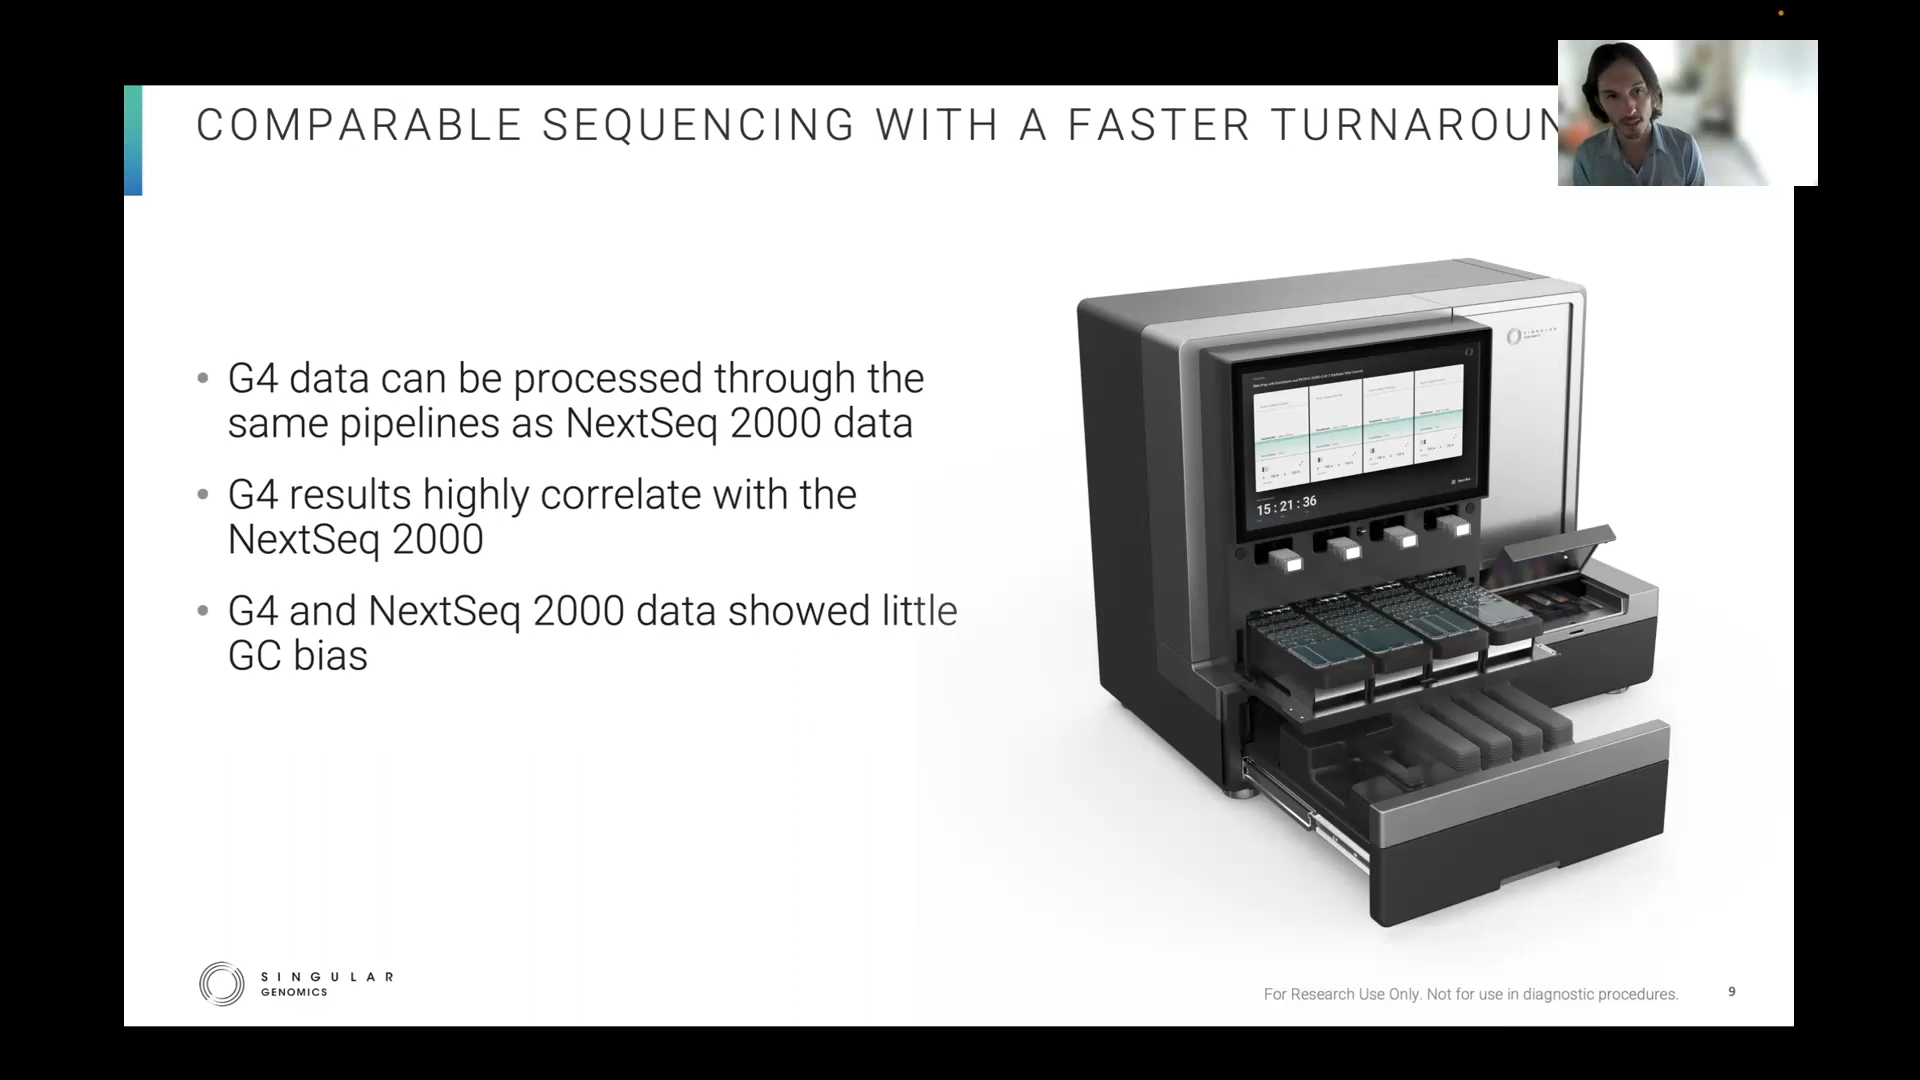 COMPARABLE SEQUENCING WITH A FASTER TURNAROUN
• G4 data can be processed through the
same pipelines as NextSeq 2000 data
• G4 results highly correlate with the
NextSeq 2000
• G4 and NextSeq 2000 data showed little
GC bias
SINGULAR
15:21:36
SINGULAR
GENOMICS
For Research Use Only. Not for use in diagnostic procedures.
9